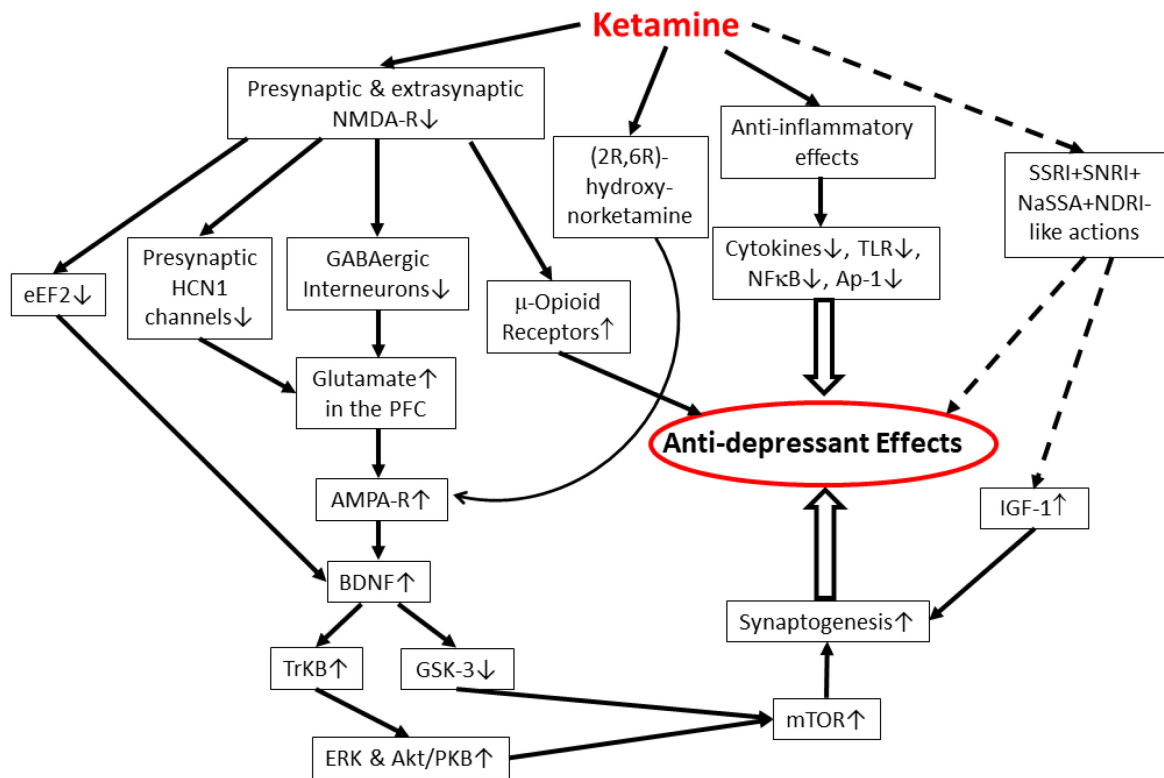 Ketamine
Presynaptic & extrasynaptic
NMDA-R↓
(2R,6R)-
hydroxy-
norketamine
Anti-inflammatory
effects
SSRI+SNRI+
NaSSA+NDRI-
like actions
eEF2↓
Presynaptic
HCN1
channels↓
GABAergic
Interneurons↓
μ-Opioid
Receptors↑
Cytokines↓, TLR↓,
NFκB↓, Ap-1↓
Glutamate↑
in the PFC
Anti-depressant Effects
AMPA-R↑
IGF-1↑
BDNF↑
Synaptogenesis↑
TrKB↑
GSK-3↓
mTOR↑
ERK & Akt/PKB↑